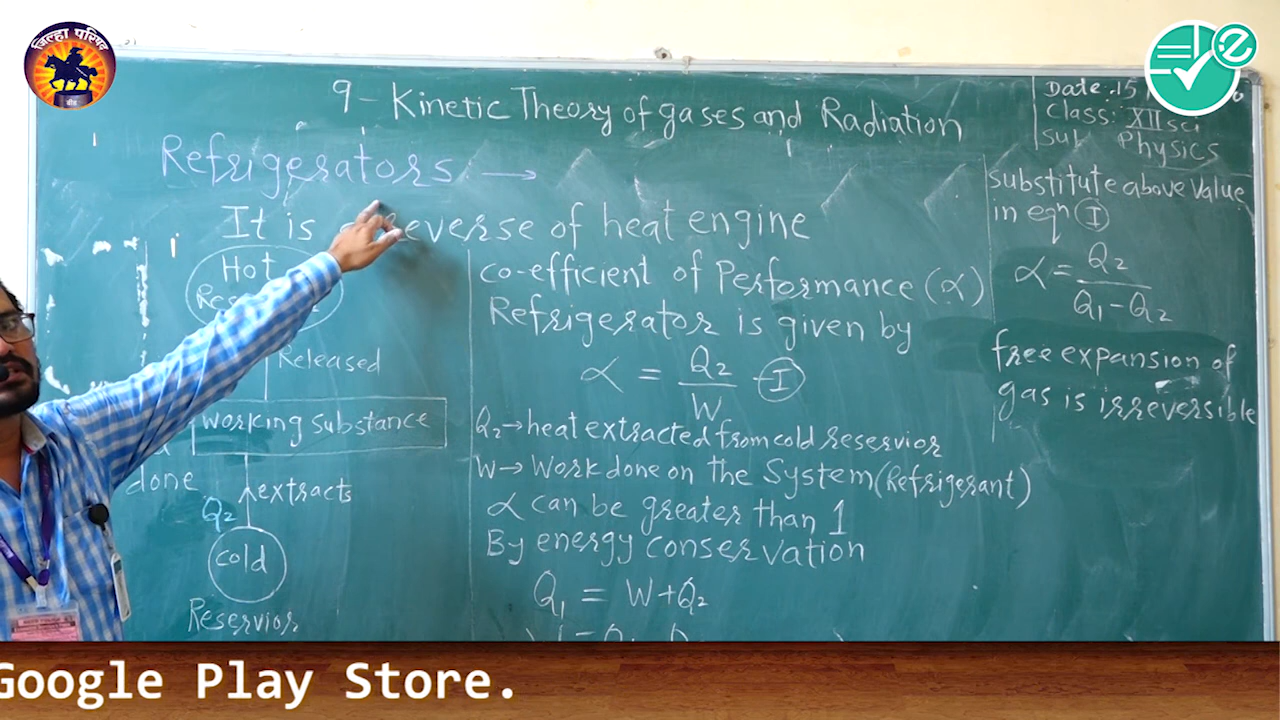 जिल्हा परिषद
बीड
9 - Kinetic Theory of gases and Radiation
Date: 15
Class: XII sci
Sub: Physics
Refrigerators →
It is reverse of heat engine
Hot
Released
working substance
done
extracts
Q₂
cold
Reservior
co-efficient of Performance (α)
Refrigerator is given by
α = Q₂/W - I
Q₂ → heat extracted from cold reservior
W → Work done on the System (Refrigerant)
α can be greater than 1
By energy conservation
Q₁ = W+Q₂
substitute above value
in eqn I
α = Q₂/Q₁-Q₂
free expansion of
gas is irreversible
Google Play Store.